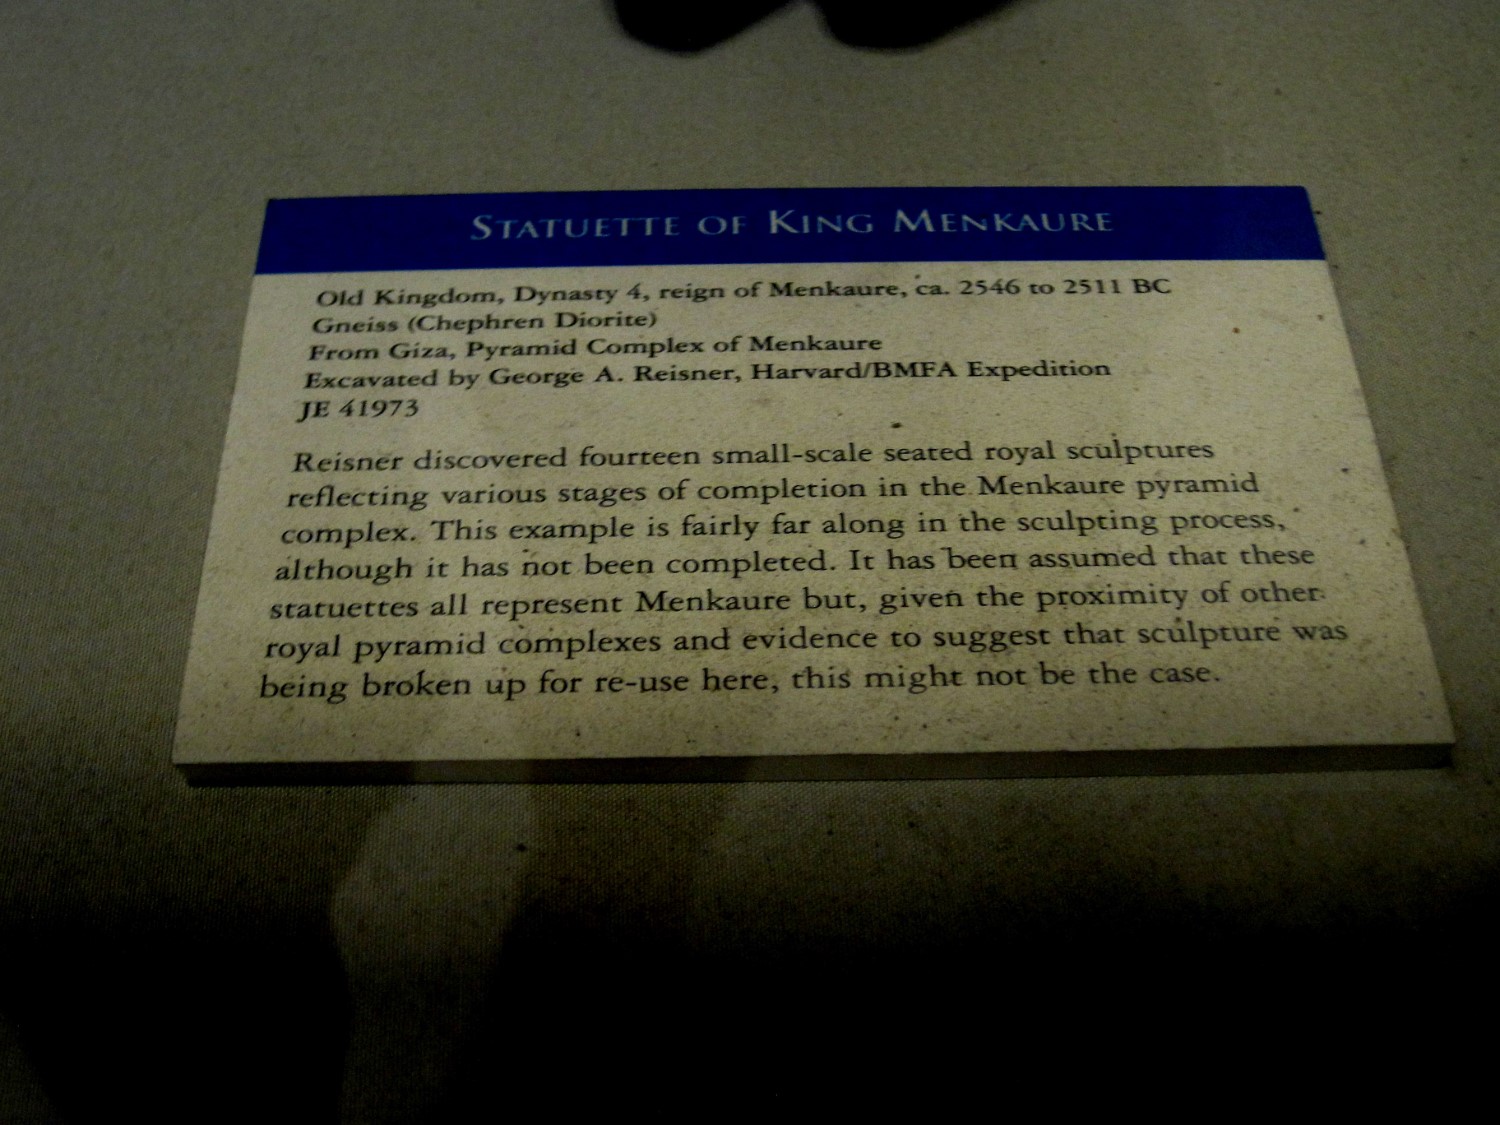 STATUETTE OF KING MENKAURE
Old Kingdom, Dynasty 4, reign of Menkaure, ca. 2546 to 2511 BC
Gneiss (Chephren Diorite)
From Giza, Pyramid Complex of Menkaure
Excavated by George A. Reisner, Harvard/BMFA Expedition
JE 41973
Reisner discovered fourteen small-scale seated royal sculptures
reflecting various stages of completion in the Menkaure pyramid
complex. This example is fairly far along in the sculpting process,
although it has not been completed. It has been assumed that these
statuettes all represent Menkaure but, given the proximity of other
royal pyramid complexes and evidence to suggest that sculpture was
being broken up for re-use here, this might not be the case.